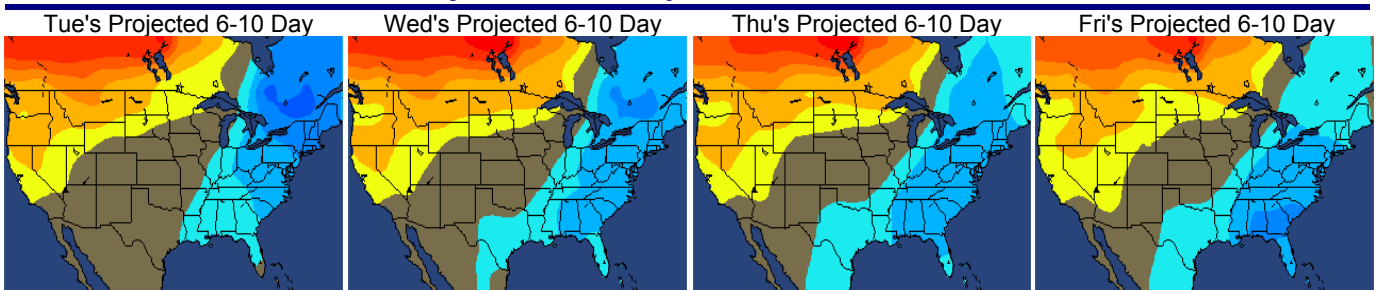 Tue's Projected 6-10 Day
Wed's Projected 6-10 Day
Thu's Projected 6-10 Day
Fri's Projected 6-10 Day